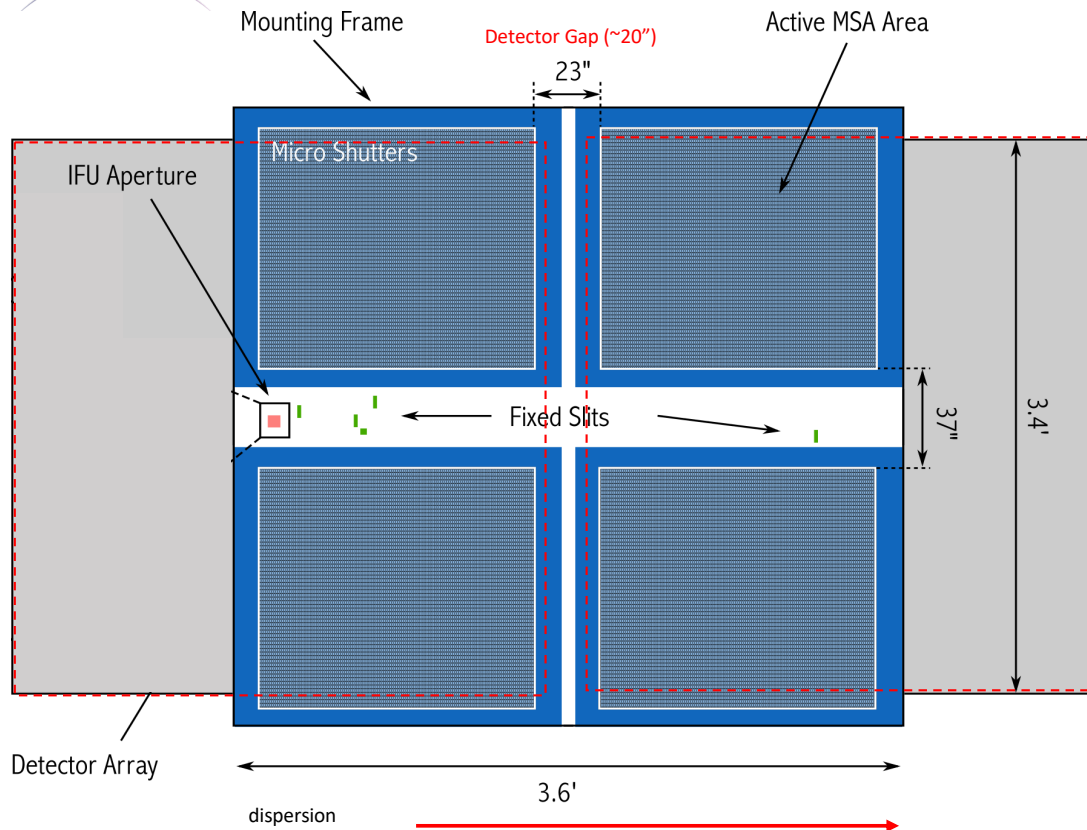 Mounting Frame
Detector Gap (~20”)
Active MSA Area
23"
Micro Shutters
IFU Aperture
Fixed Slits
37"
3.4'
Detector Array
3.6'
dispersion